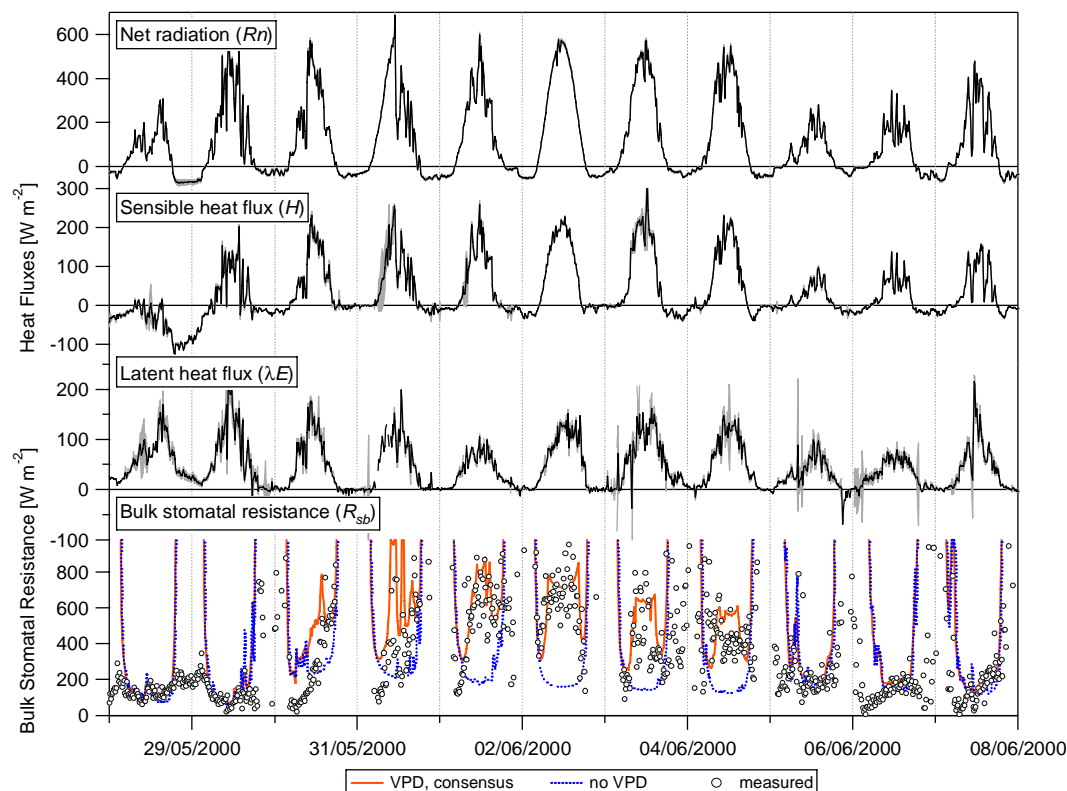 600
400
200
0
Net radiation (Rn)
300
200
100
0
-100
Sensible heat flux (H)
Heat Fluxes [W m-2]
200
100
0
-100
Latent heat flux (λE)
Bulk stomatal resistance (Rsb)
800
600
400
200
0
Bulk Stomatal Resistance [W m-2]
29/05/2000 31/05/2000 02/06/2000 04/06/2000 06/06/2000 08/06/2000
VPD, consensus no VPD measured